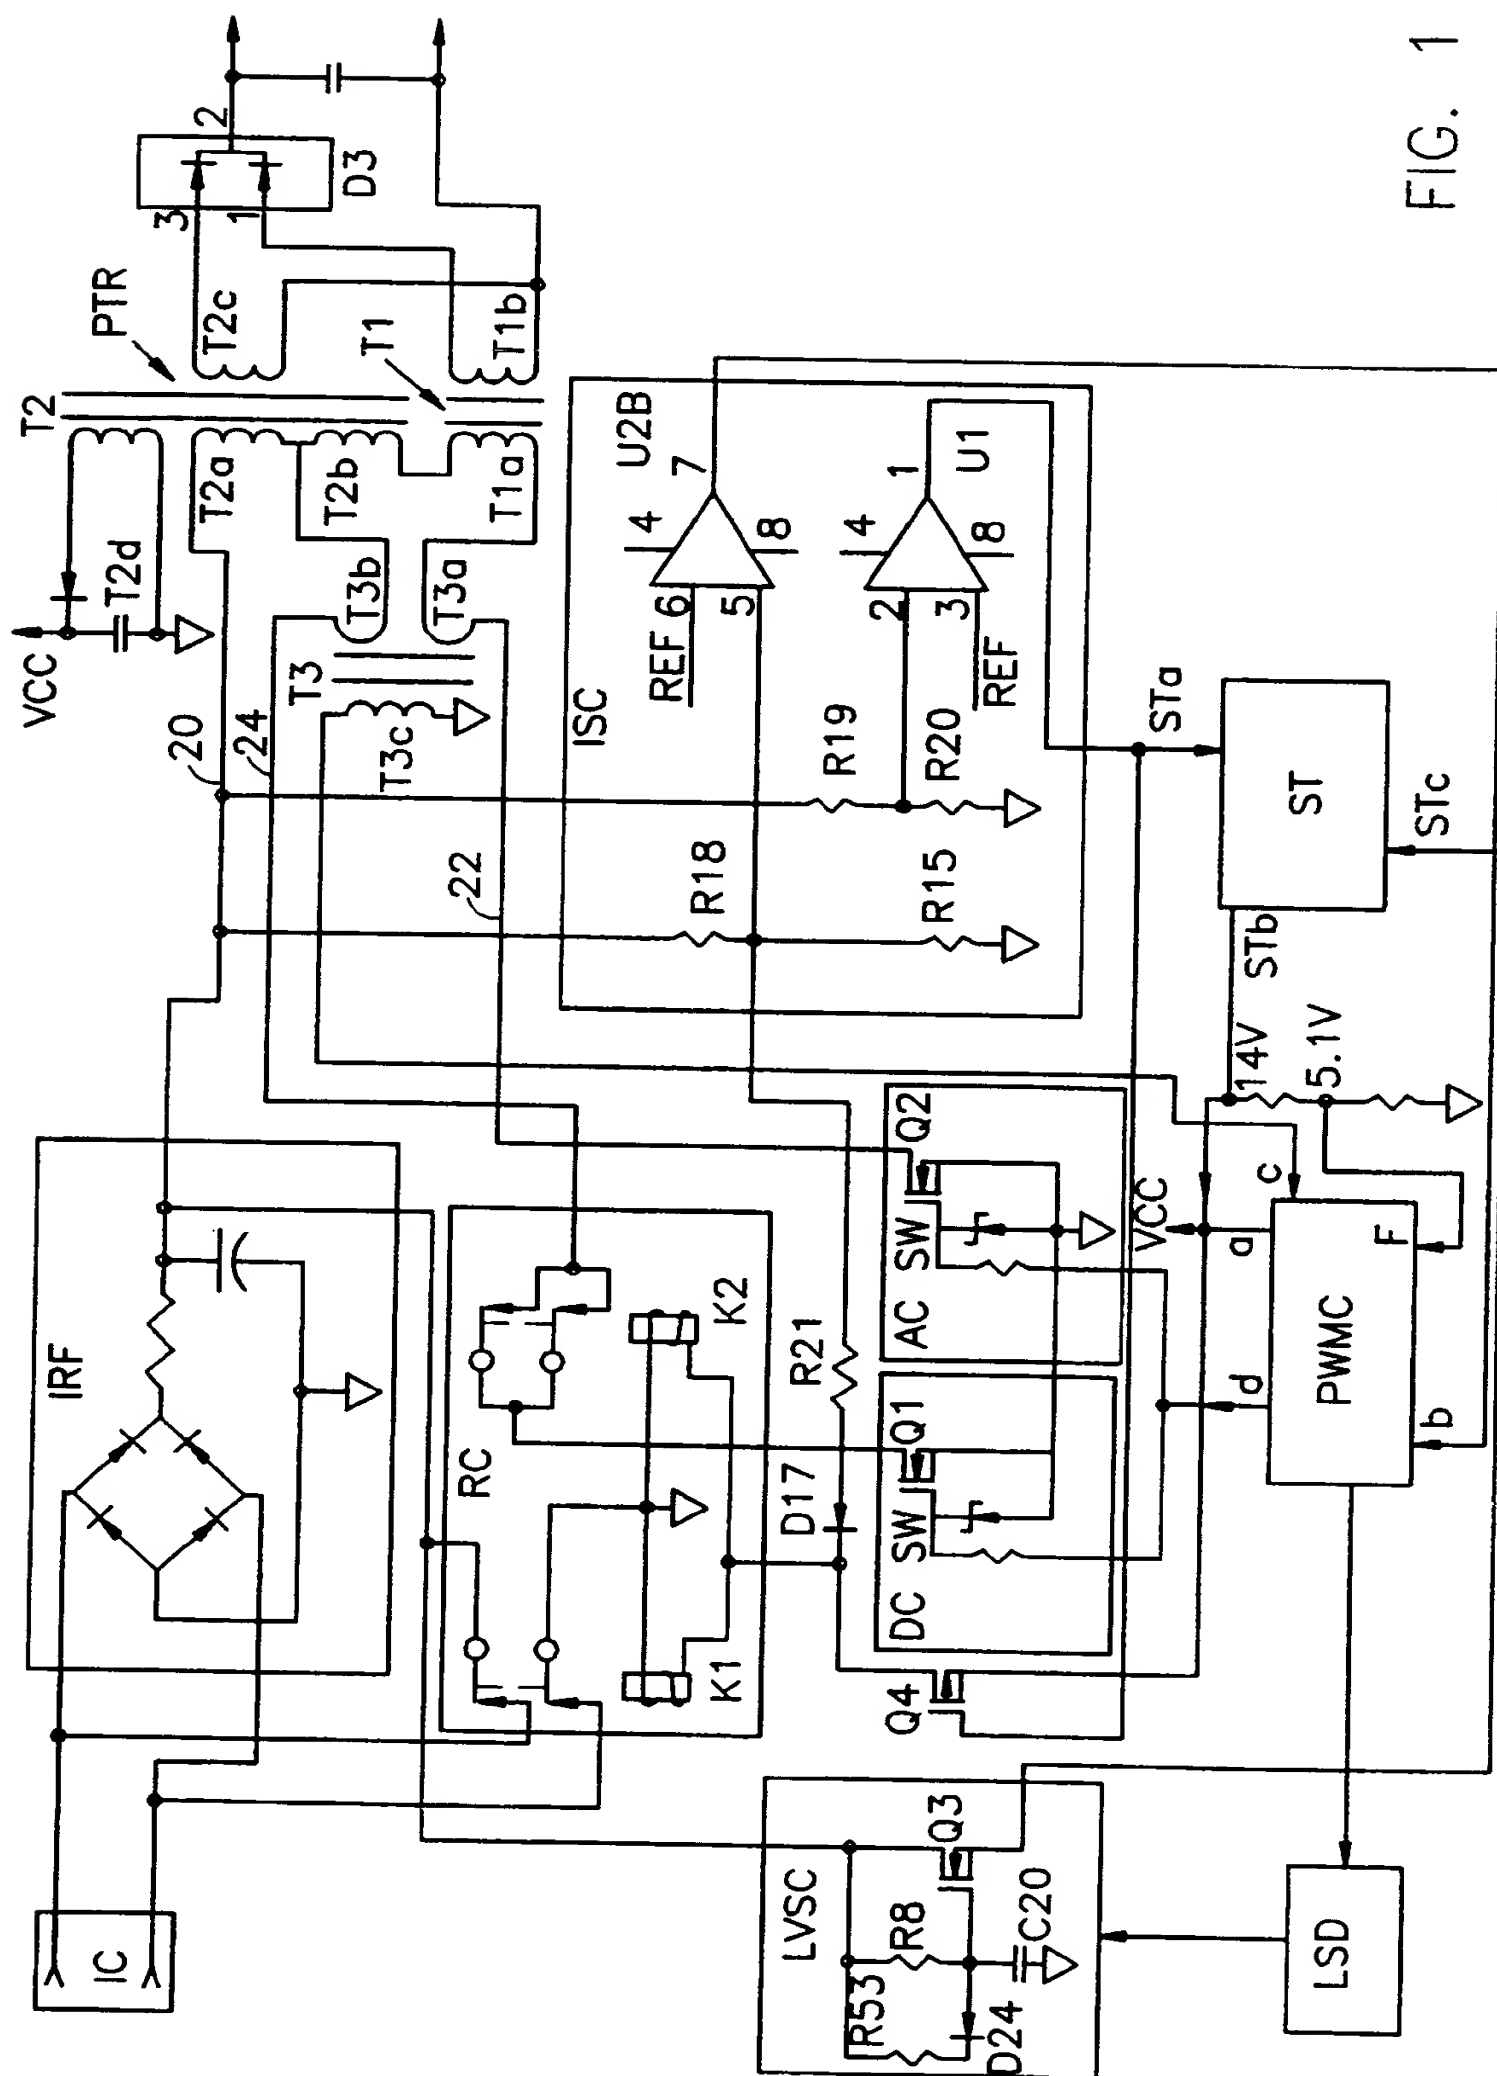 FIG. 1
VCC
T2
PTR
T2d
T2a
T2c
T2b
T1
T1a
T1b
3
1
2
D3
20
24
22
T3
T3b
T3a
T3c
ISC
U2B
REF
6
5
4
8
7
U1
2
3
REF
4
8
1
R19
R20
R18
R15
IRF
RC
K2
K1
IC
R21
D17
AC
SW
Q2
DC
SW
Q1
Q4
LVSC
Q3
R8
R53
C20
D24
STa
ST
STb
STc
14V
5.1V
VCC
a
c
F
d
b
PWMC
LSD